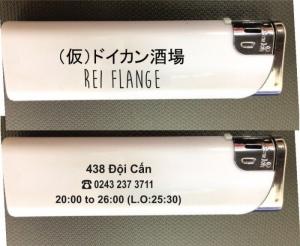 （仮）ドイカン酒場
REI FLANGE
438 Đội Cấn
☎ 0243 237 3711
20:00 to 26:00 (L.O:25:30)